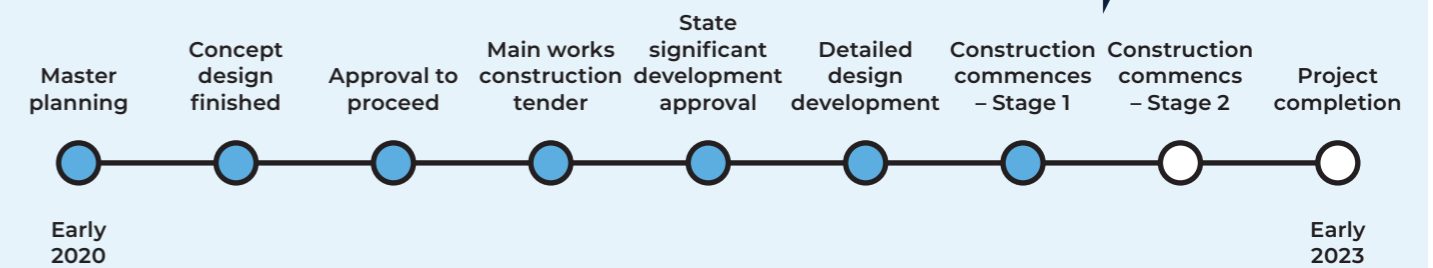 Master
planning
Concept
design
finished
Approval to
proceed
Main works
construction
tender
State
significant
development
approval
Detailed
design
development
Construction
commences
– Stage 1
Construction
commencs
– Stage 2
Project
completion
Early
2020
Early
2023